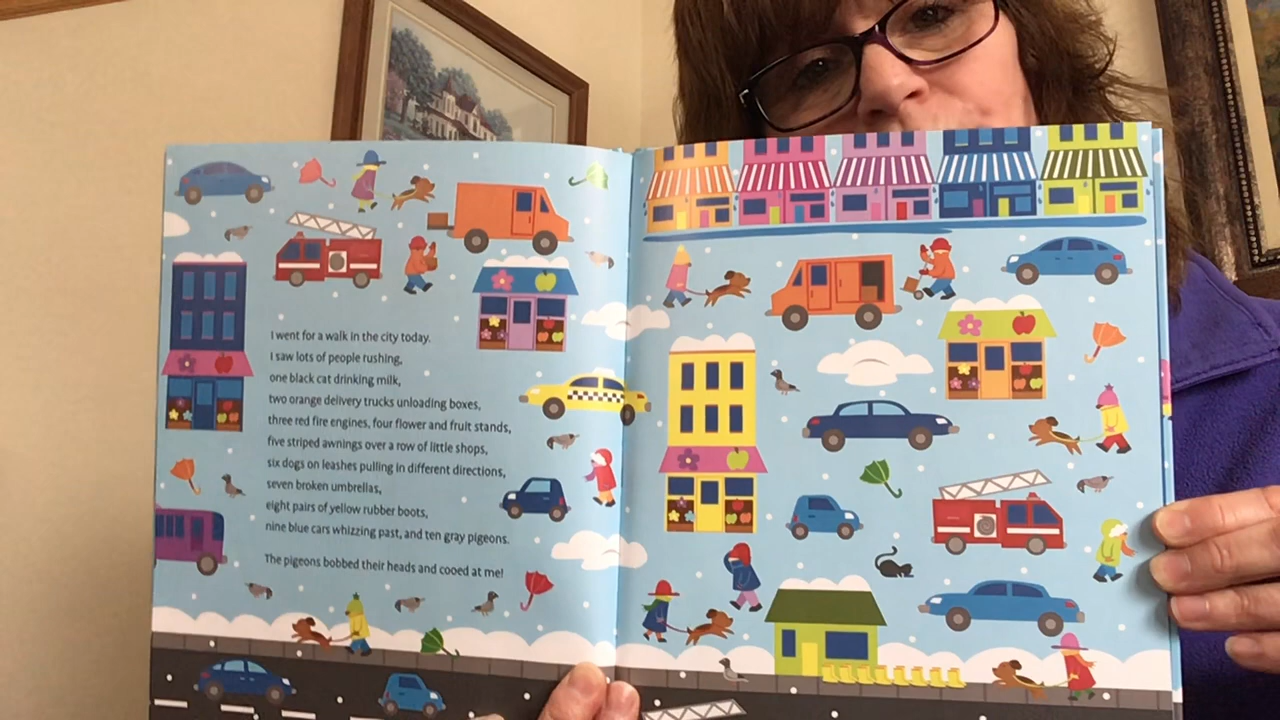 I went for a walk in the city today.
I saw lots of people rushing,
one black cat drinking milk,
two orange delivery trucks unloading boxes,
three red fire engines, four flower and fruit stands,
five striped awnings over a row of little shops,
six dogs on leashes pulling in different directions,
seven broken umbrellas,
eight pairs of yellow rubber boots,
nine blue cars whizzing past, and ten gray pigeons.
The pigeons bobbed their heads and cooed at me!